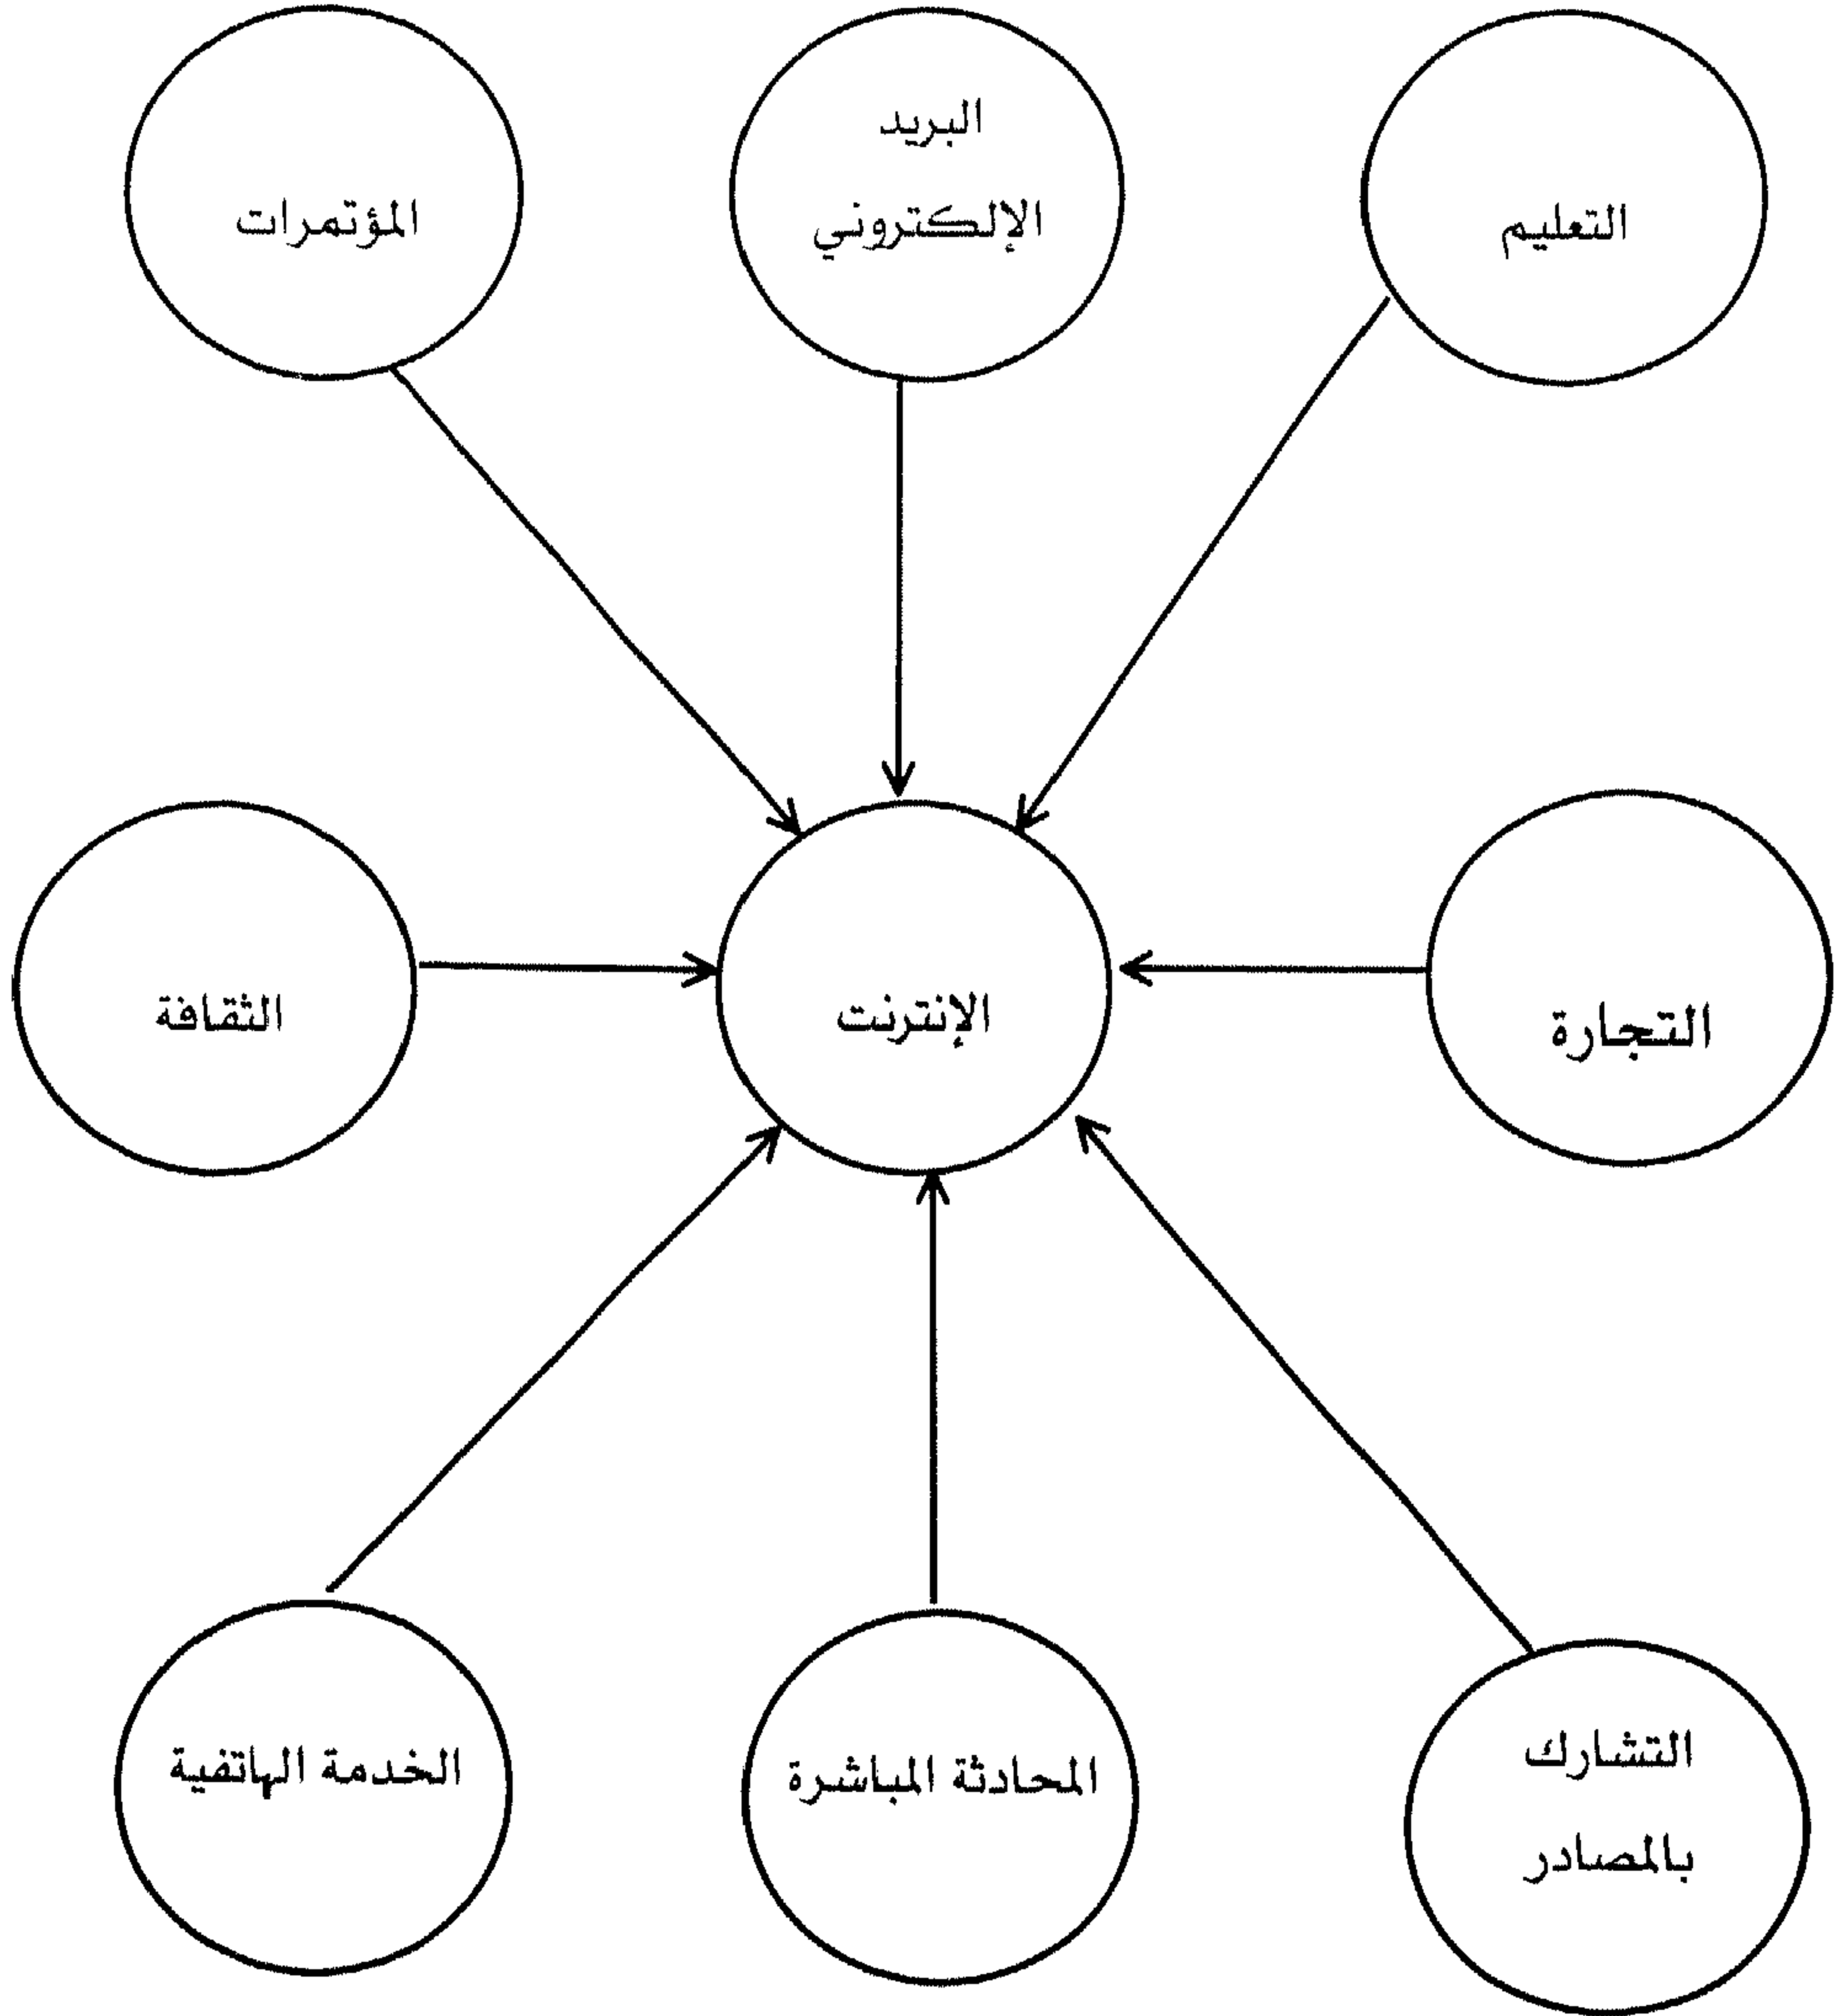 التعليم
البريد
الإلكتروني
المؤتمرات
التجارة
الإنترنت
الثقافة
التشارك
بالمصادر
المحادثة المباشرة
الخدمة الهاتفية